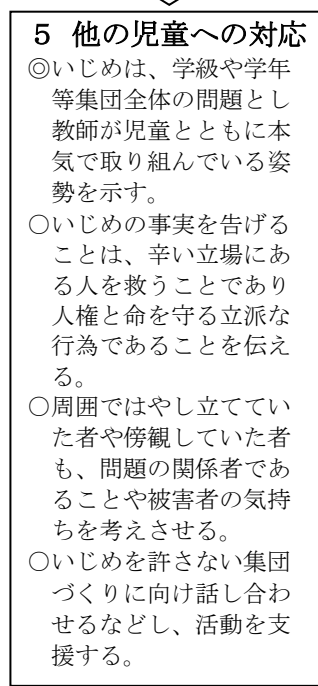 5 他の児童への対応
◎いじめは、学級や学年
等集団全体の問題とし
教師が児童とともに本
気で取り組んでいる姿
勢を示す。
○いじめの事実を告げる
ことは、辛い立場にあ
る人を救うことであり
人権と命を守る立派な
行為であることを伝え
る。
○周囲ではやし立ててい
た者や傍観していた者
も、問題の関係者であ
ることや被害者の気持
ちを考えさせる。
○いじめを許さない集団
づくりに向け話し合わ
せるなどし、活動を支
援する。